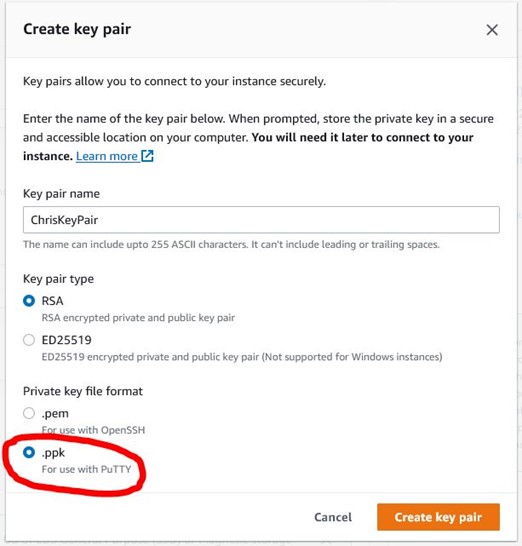 Create key pair
Key pairs allow you to connect to your instance securely.
Enter the name of the key pair below. When prompted, store the private key in a secure
and accessible location on your computer. You will need it later to connect to your
instance. Learn more
Key pair name
ChrisKeyPair
The name can include upto 255 ASCII characters. It can't include leading or trailing spaces.
Key pair type
RSA
RSA encrypted private and public key pair
ED25519
ED25519 encrypted private and public key pair (Not supported for Windows instances)
Private key file format
.pem
For use with OpenSSH
.ppk
For use with PuTTY
Cancel
Create key pair